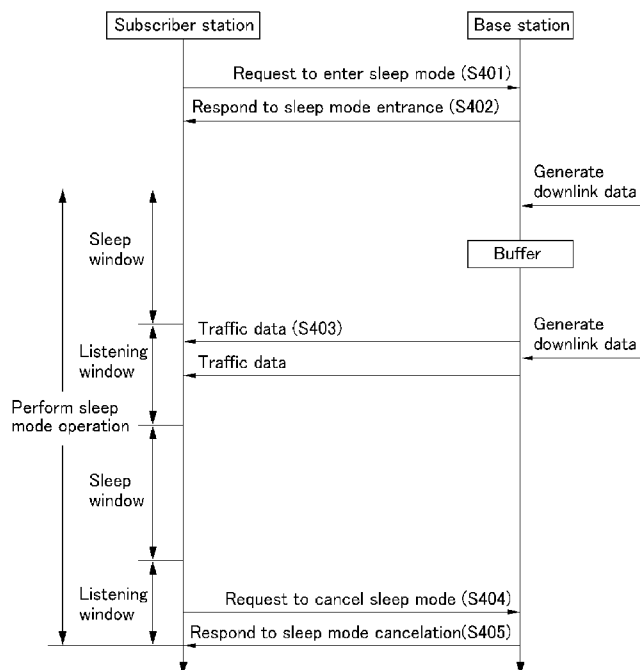 Subscriber station
Base station
Request to enter sleep mode (S401)
Respond to sleep mode entrance (S402)
Generate
downlink data
Sleep
window
Buffer
Traffic data (S403)
Generate
downlink data
Listening
window
Traffic data
Perform sleep
mode operation
Sleep
window
Listening
window
Request to cancel sleep mode (S404)
Respond to sleep mode cancelation(S405)